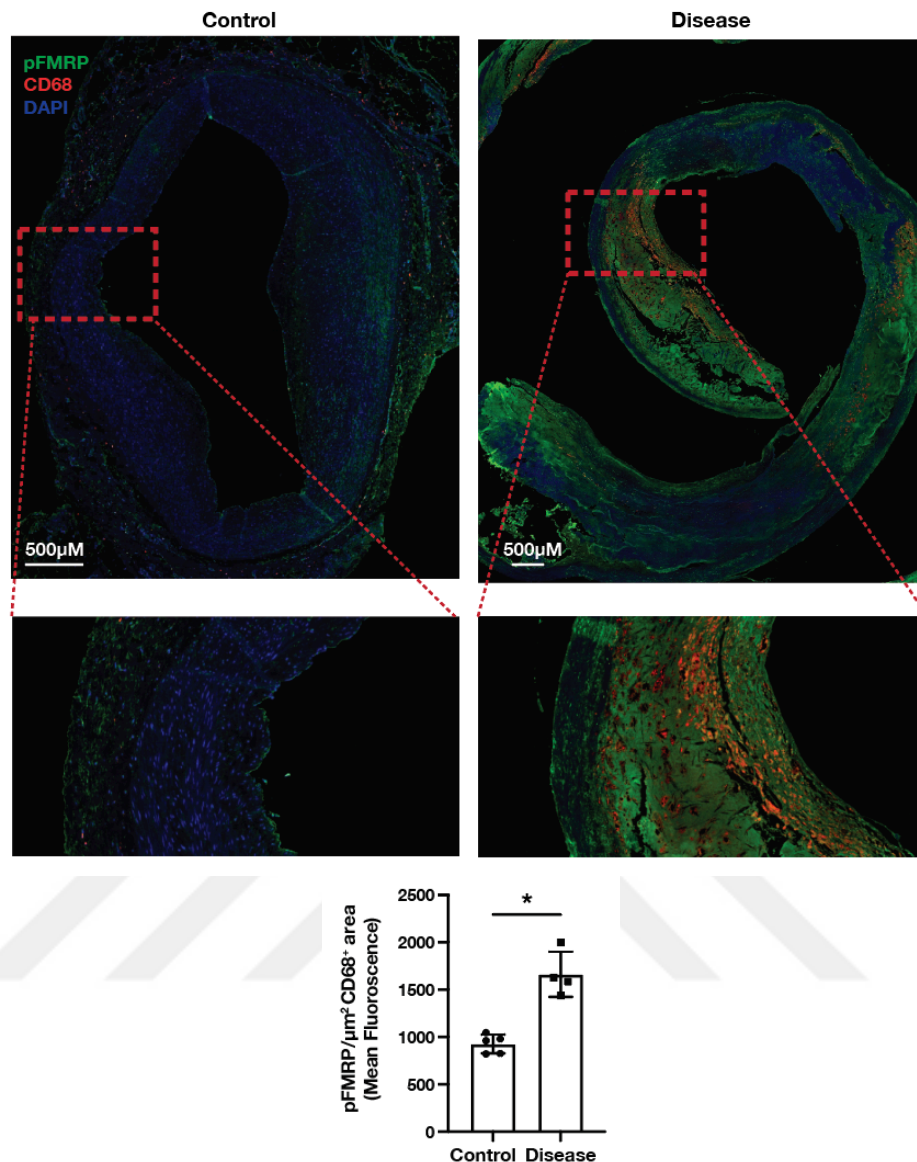 Control
Disease
pFMRP
CD68
DAPI
500µM
500µM
pFMRP/µm² CD68⁺ area
(Mean Fluoroscence)
2500
2000
1500
1000
500
0
*
Control
Disease